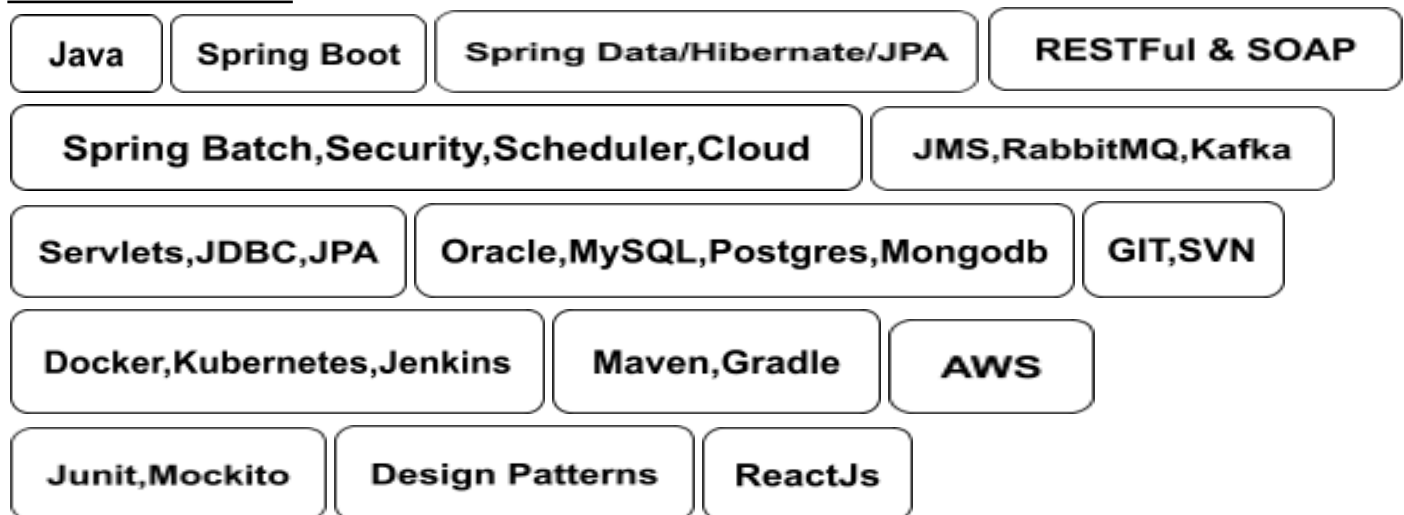 Java Spring Boot Spring Data/Hibernate/JPA RESTFul & SOAP
Spring Batch,Security,Scheduler,Cloud JMS,RabbitMQ,Kafka
Servlets,JDBC,JPA Oracle,MySQL,Postgres,Mongodb GIT,SVN
Docker,Kubernetes,Jenkins Maven,Gradle AWS
Junit,Mockito Design Patterns ReactJs